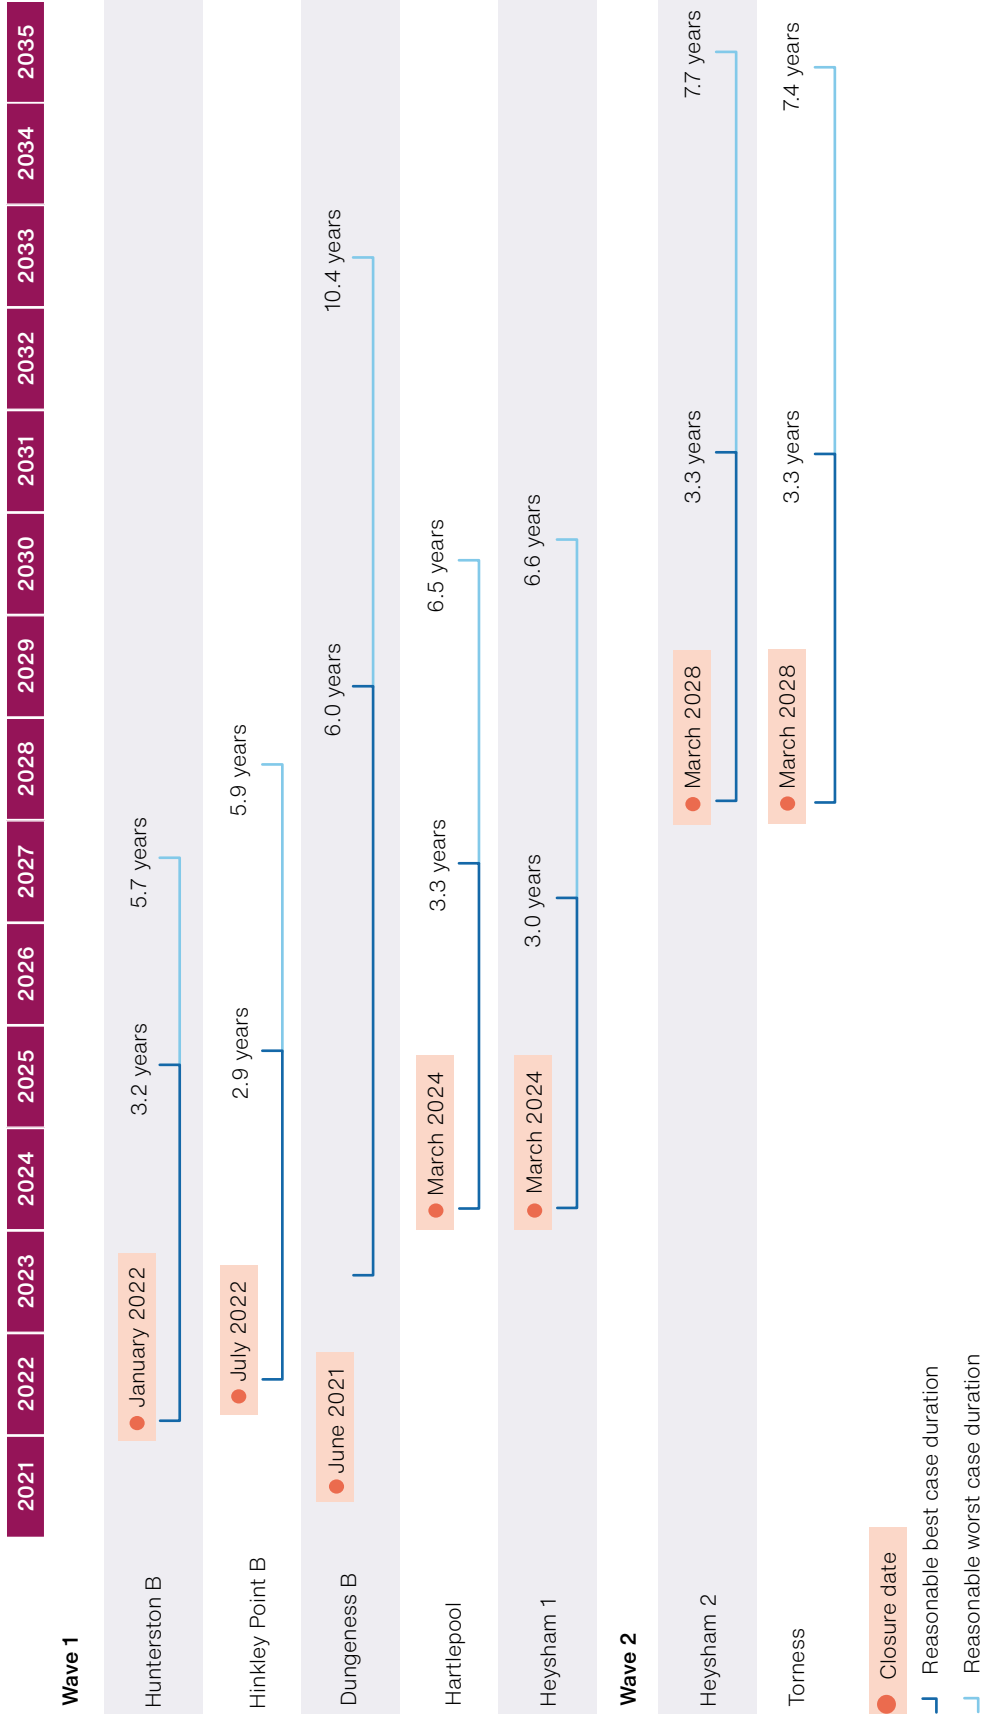 2021 2022 2023 2024 2025 2026 2027 2028 2029 2030 2031 2032 2033 2034 2035
Wave 1
Hunterston B
January 2022
3.2 years
5.7 years
Hinkley Point B
July 2022
2.9 years
5.9 years
Dungeness B
June 2021
6.0 years
10.4 years
Hartlepool
March 2024
3.3 years
6.5 years
Heysham 1
March 2024
3.0 years
6.6 years
Wave 2
Heysham 2
March 2028
3.3 years
7.7 years
Torness
March 2028
3.3 years
7.4 years
Closure date
Reasonable best case duration
Reasonable worst case duration